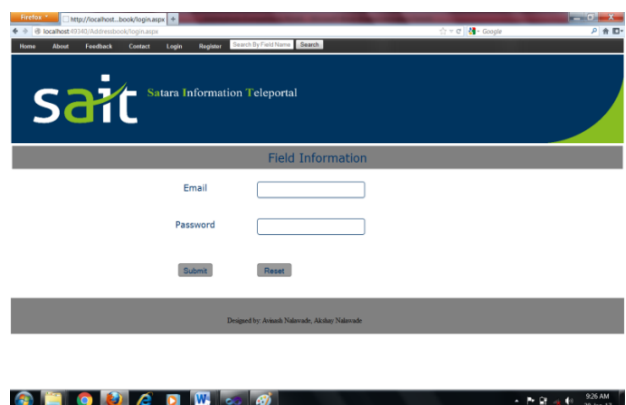 Firefox
http://localhost...book/login.aspx
localhost:49340/Addressbook/login.aspx
Google
Home About Feedback Contact Login Register Search By Field Name Search
sait
Satara Information Teleportal
Field Information
Email
Password
Submit Reset
Designed by: Avinash Nalavade, Akshay Nalavade
9:26 AM